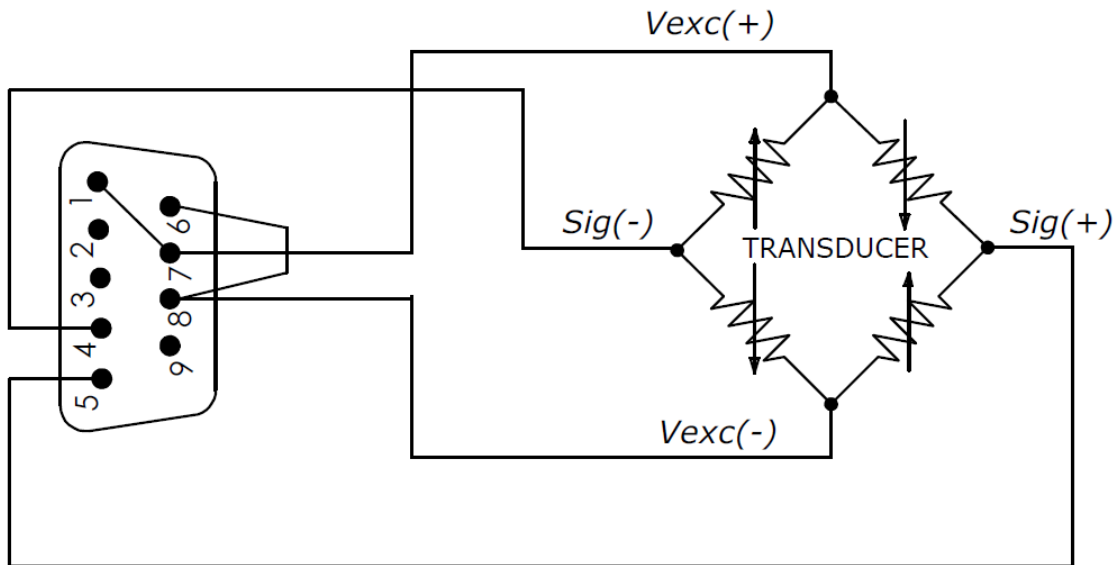 Vexc(+)
1
2
3
4
5
6
7
8
9
Sig(-)
TRANSDUCER
Sig(+)
Vexc(-)